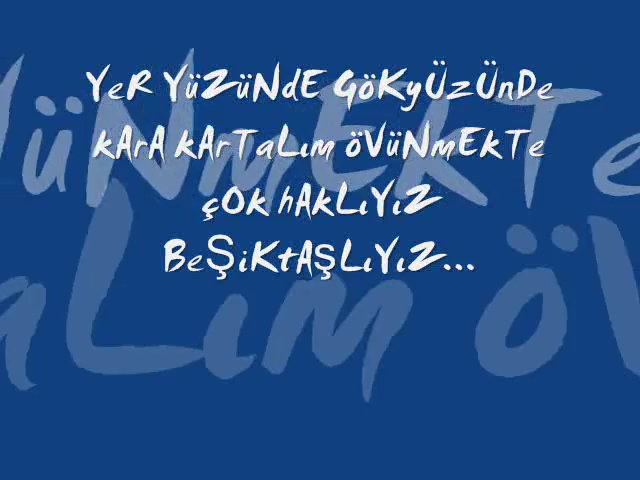 YeR YüZüNdE GöKyÜzÜnDe
kArA kArTaLım öVüNmEkTe
çOk hAkLıYıZ
BeŞiKtAŞLıYıZ...